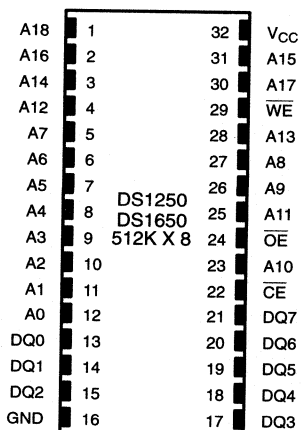 A18 1 32 VCC
A16 2 31 A15
A14 3 30 A17
A12 4 29 WE
A7 5 28 A13
A6 6 27 A8
A5 7 26 A9
DS1250
A4 8 25 A11
DS1650
A3 9 512K X 8 24 OE
A2 10 23 A10
A1 11 22 CE
A0 12 21 DQ7
DQ0 13 20 DQ6
DQ1 14 19 DQ5
DQ2 15 18 DQ4
GND 16 17 DQ3